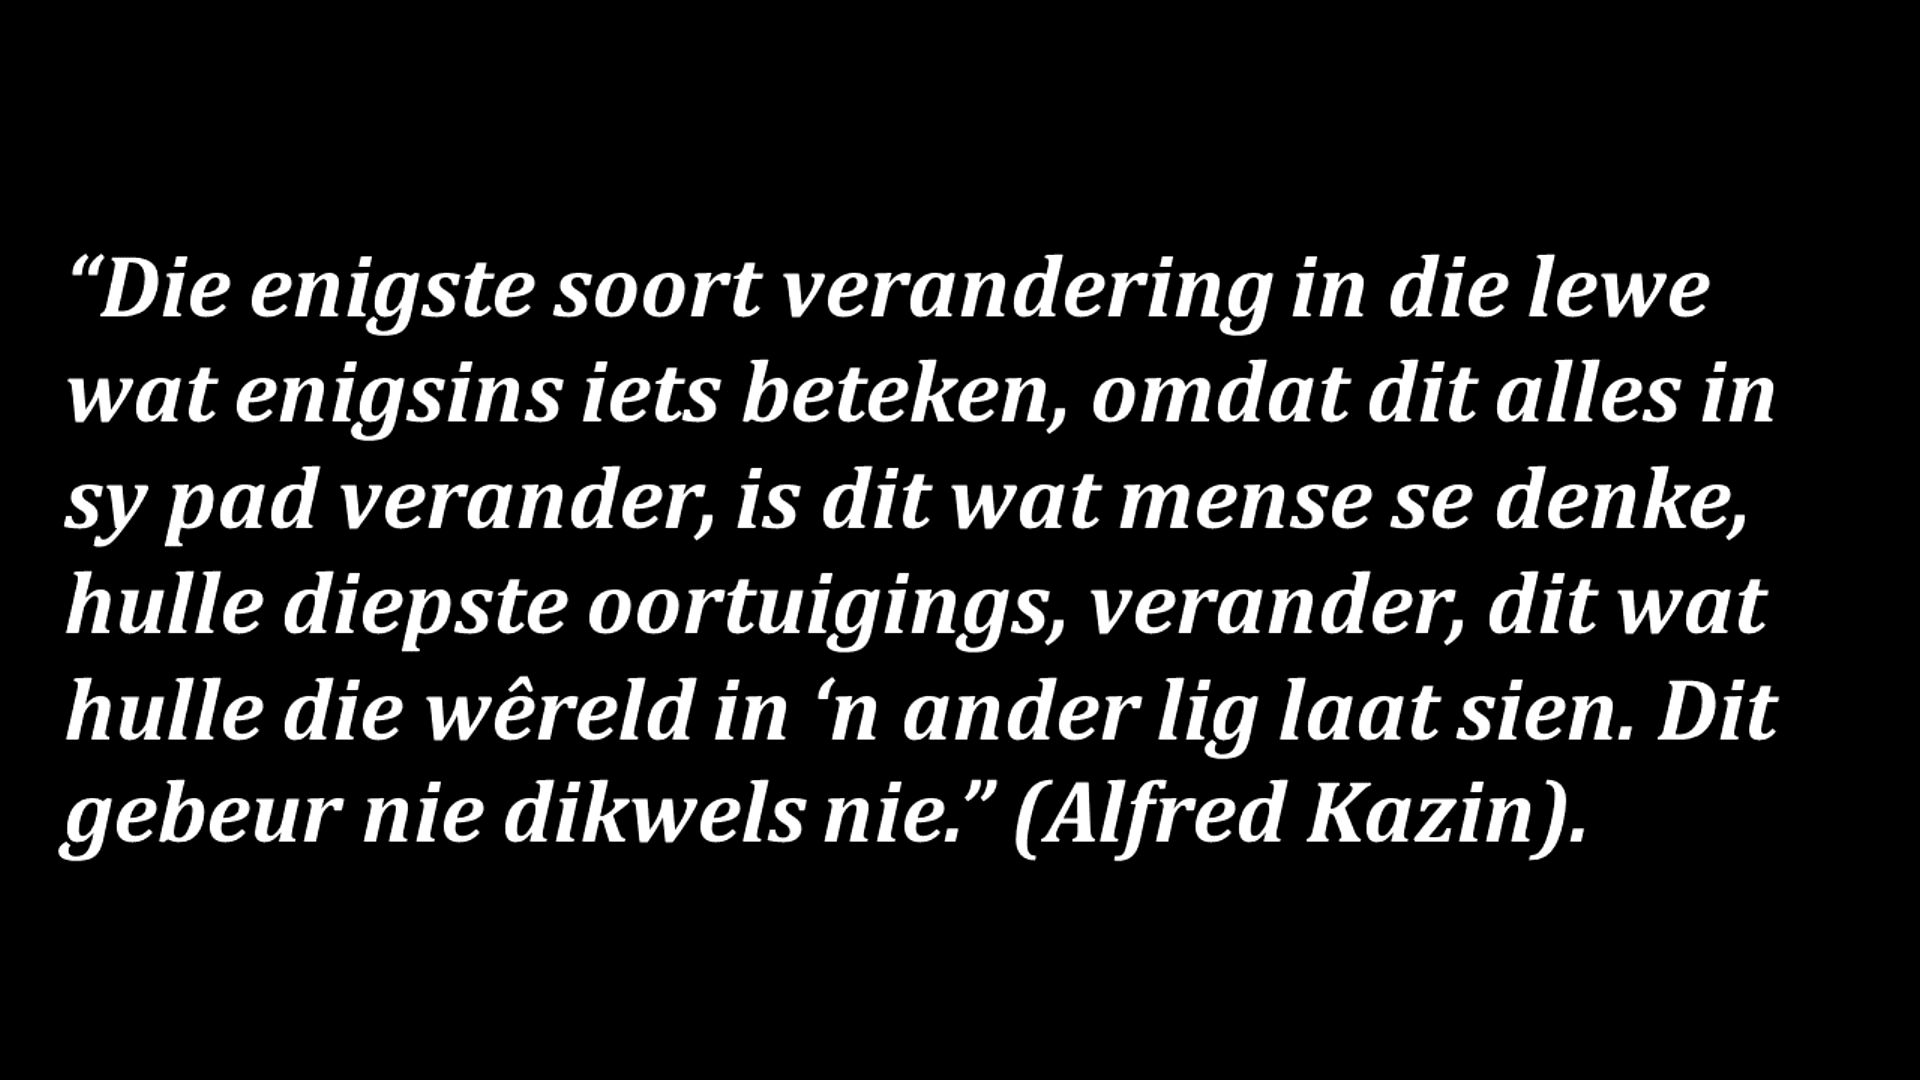 “Die enigste soort verandering in die lewe
wat enigsins iets beteken, omdat dit alles in
sy pad verander, is dit wat mense se denke,
hulle diepste oortuigings, verander, dit wat
hulle die wêreld in ‘n ander lig laat sien. Dit
gebeur nie dikwels nie.” (Alfred Kazin).